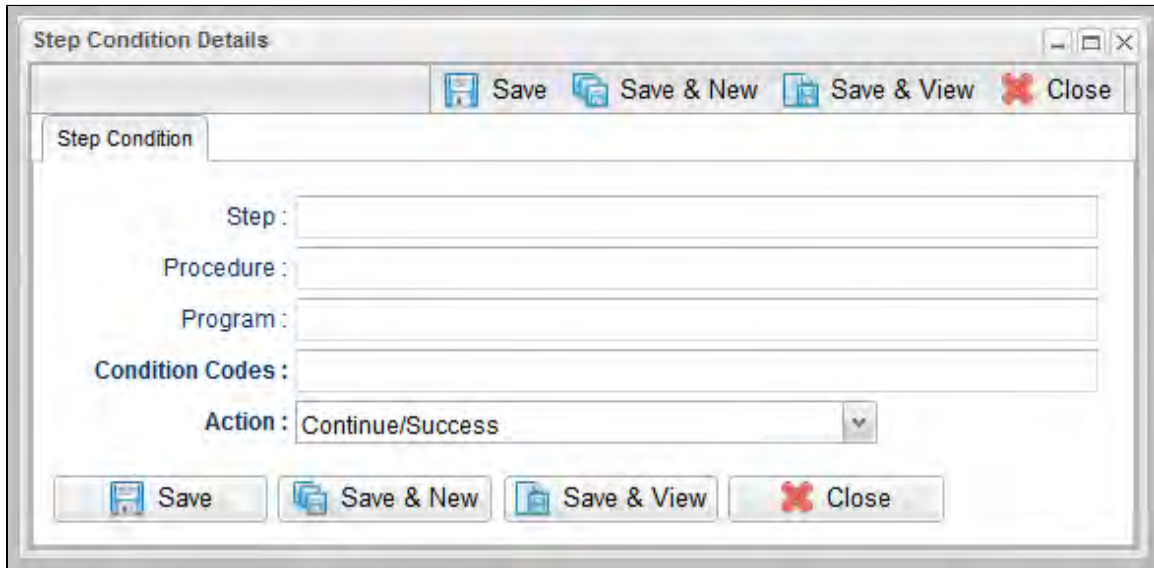 Step Condition Details
Save Save & New Save & View Close
Step Condition
Step :
Procedure :
Program :
Condition Codes :
Action : Continue/Success
Save Save & New Save & View Close